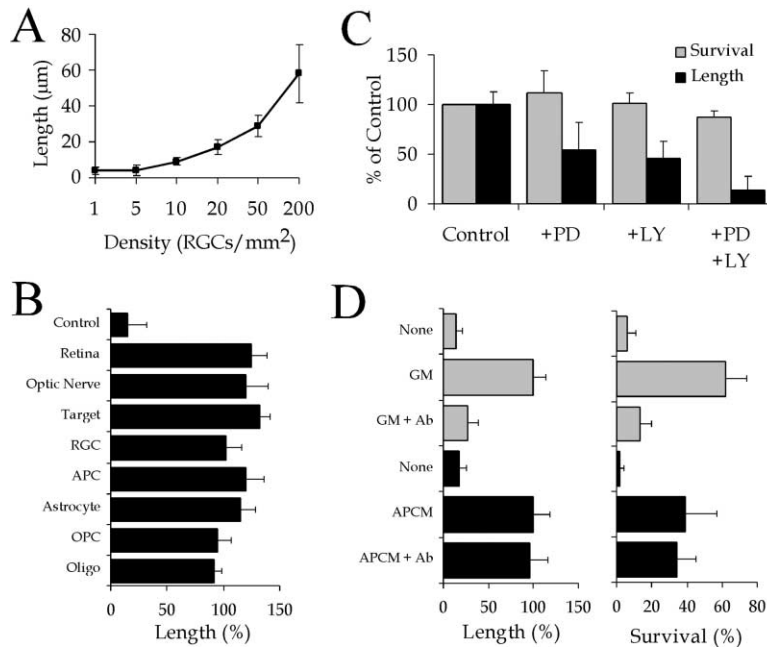 A
80
60
40
20
0
Length (μm)
1 5 10 20 50 200
Density (RGCs/mm²)
C
150
100
50
0
% of Control
Survival
Length
Control +PD +LY +PD
+LY
B
Control
Retina
Optic Nerve
Target
RGC
APC
Astrocyte
OPC
Oligo
0 50 100 150
Length (%)
D
None
GM
GM + Ab
None
APCM
APCM + Ab
0 50 100 150
Length (%)
0 20 40 60 80
Survival (%)